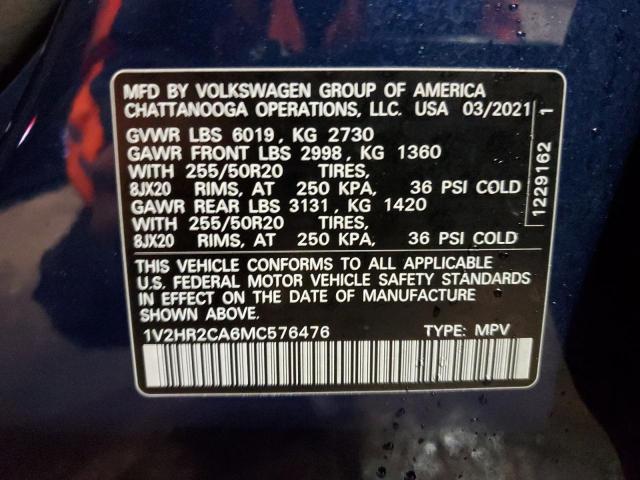 MFD BY VOLKSWAGEN GROUP OF AMERICA
CHATTANOOGA OPERATIONS, LLC. USA 03/2021
GVWR LBS 6019, KG 2730
GAWR FRONT LBS 2998, KG 1360
WITH 255/50R20 TIRES,
8JX20 RIMS, AT 250 KPA, 36 PSI COLD
GAWR REAR LBS 3131, KG 1420
WITH 255/50R20 TIRES,
8JX20 RIMS, AT 250 KPA, 36 PSI COLD
THIS VEHICLE CONFORMS TO ALL APPLICABLE
U.S. FEDERAL MOTOR VEHICLE SAFETY STANDARDS
IN EFFECT ON THE DATE OF MANUFACTURE
SHOWN ABOVE.
1V2HR2CA6MC576476 TYPE: MPV
1229162 1